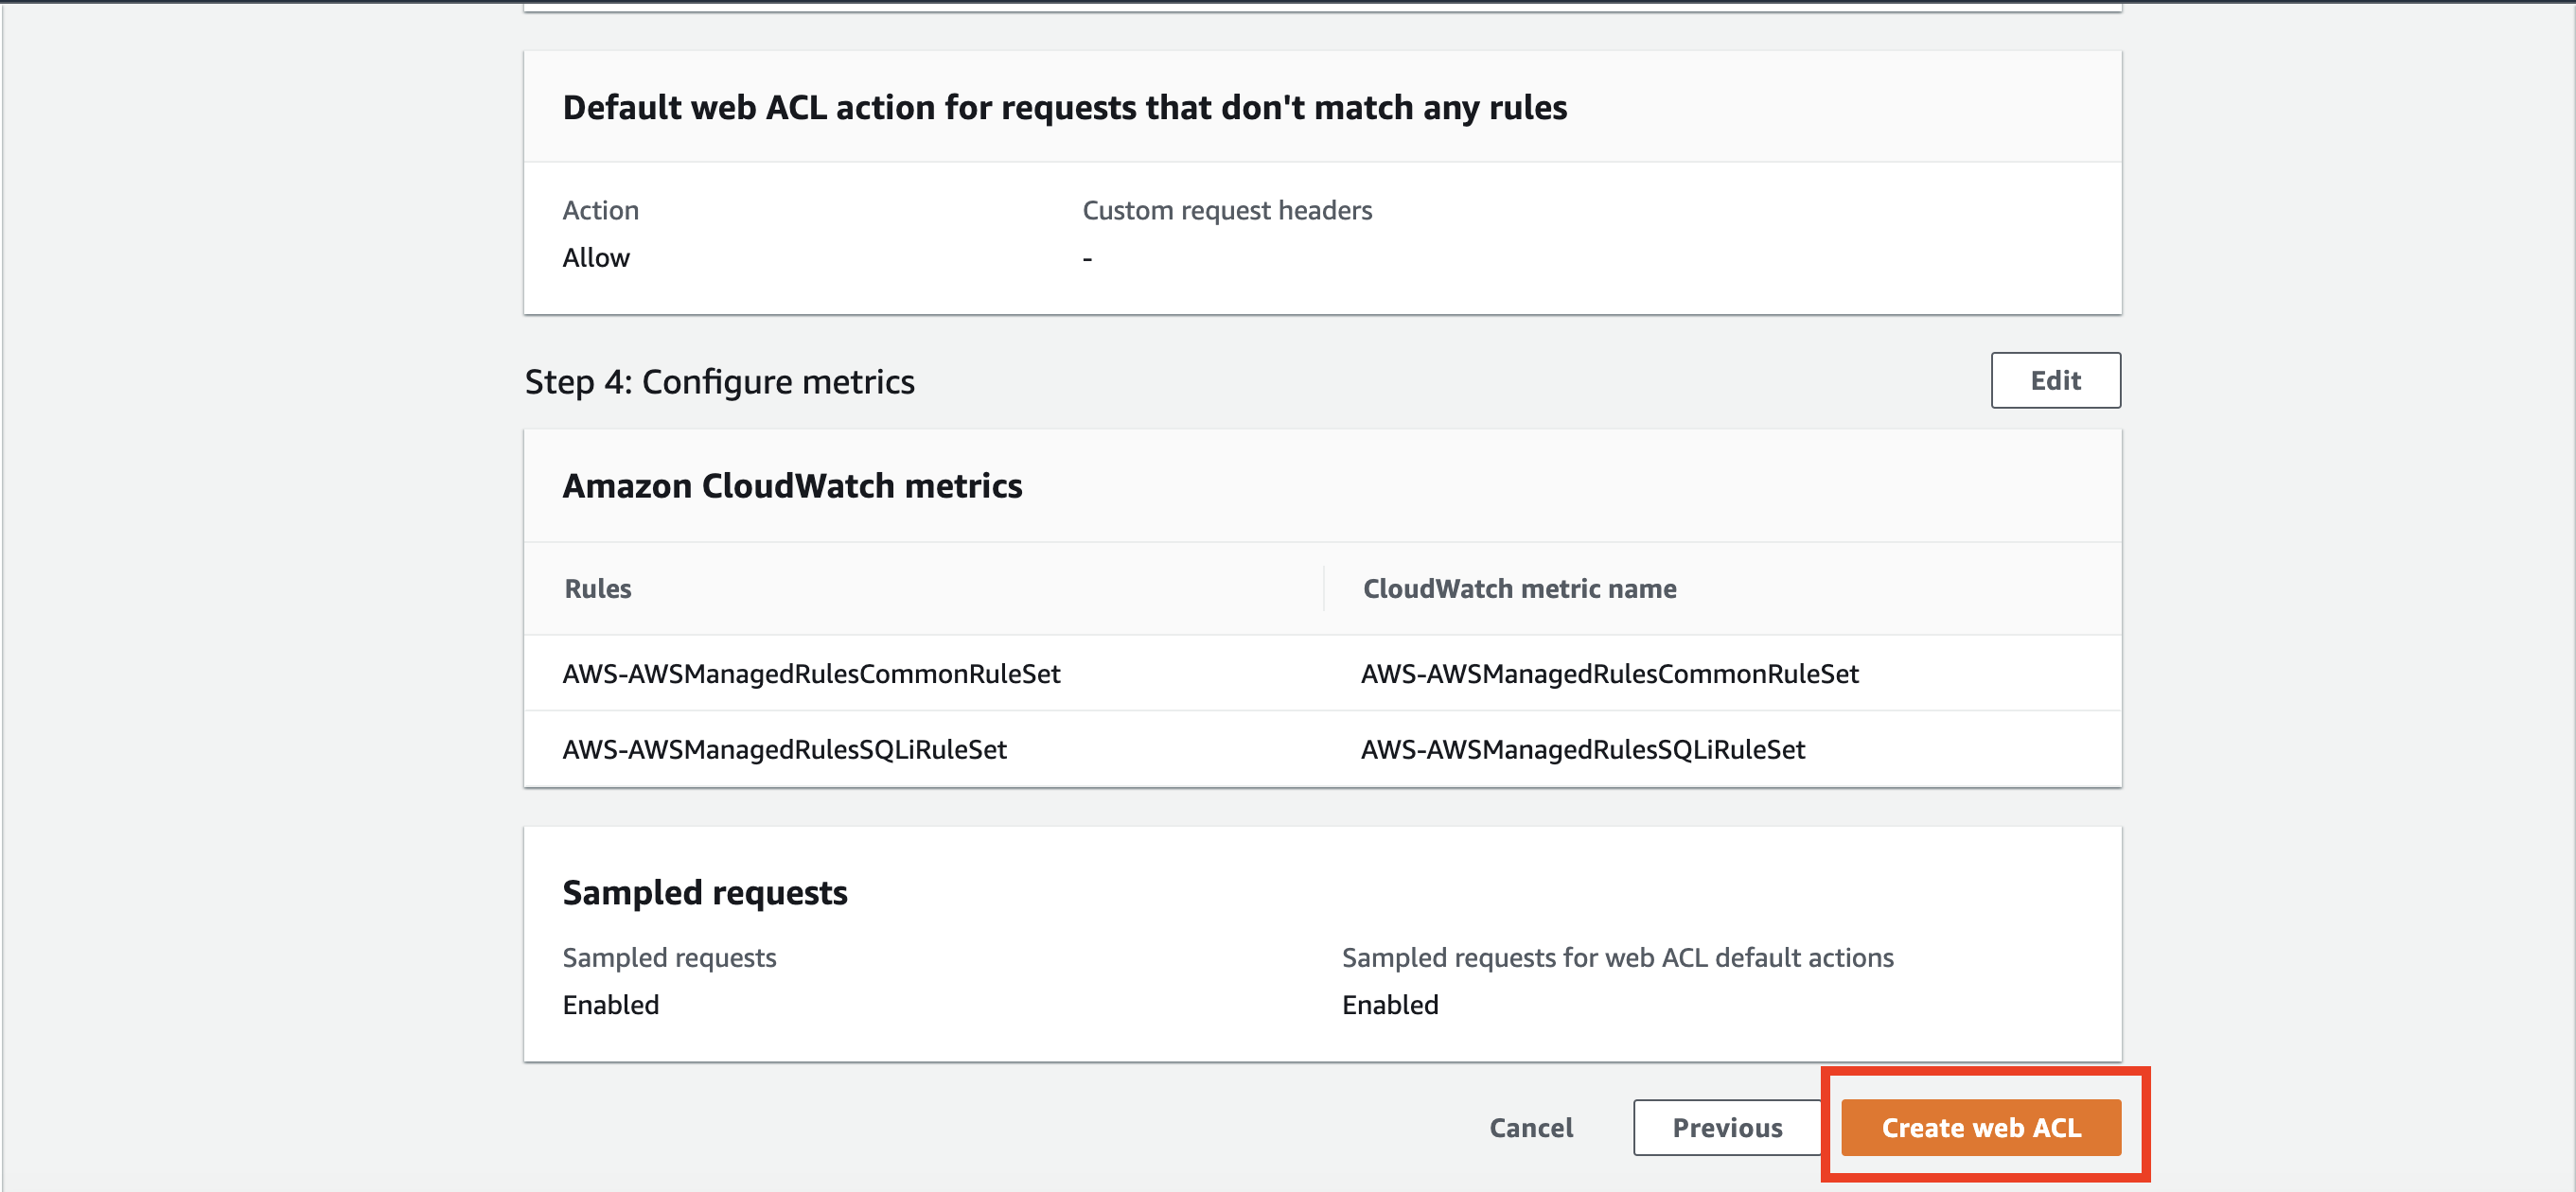 Default web ACL action for requests that don't match any rules
Action
Custom request headers
Allow
-
Step 4: Configure metrics
Edit
Amazon CloudWatch metrics
Rules
CloudWatch metric name
AWS-AWSManagedRulesCommonRuleSet
AWS-AWSManagedRulesCommonRuleSet
AWS-AWSManagedRulesSQLiRuleSet
AWS-AWSManagedRulesSQLiRuleSet
Sampled requests
Sampled requests
Sampled requests for web ACL default actions
Enabled
Enabled
Cancel
Previous
Create web ACL